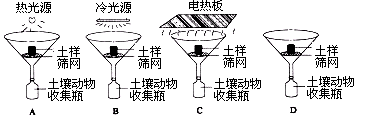 热光源 冷光源 电热板
土样 土样 土样 土样
筛网 筛网 筛网 筛网
土壤动物 土壤动物 土壤动物 土壤动物
收集瓶 收集瓶 收集瓶 收集瓶
A B C D